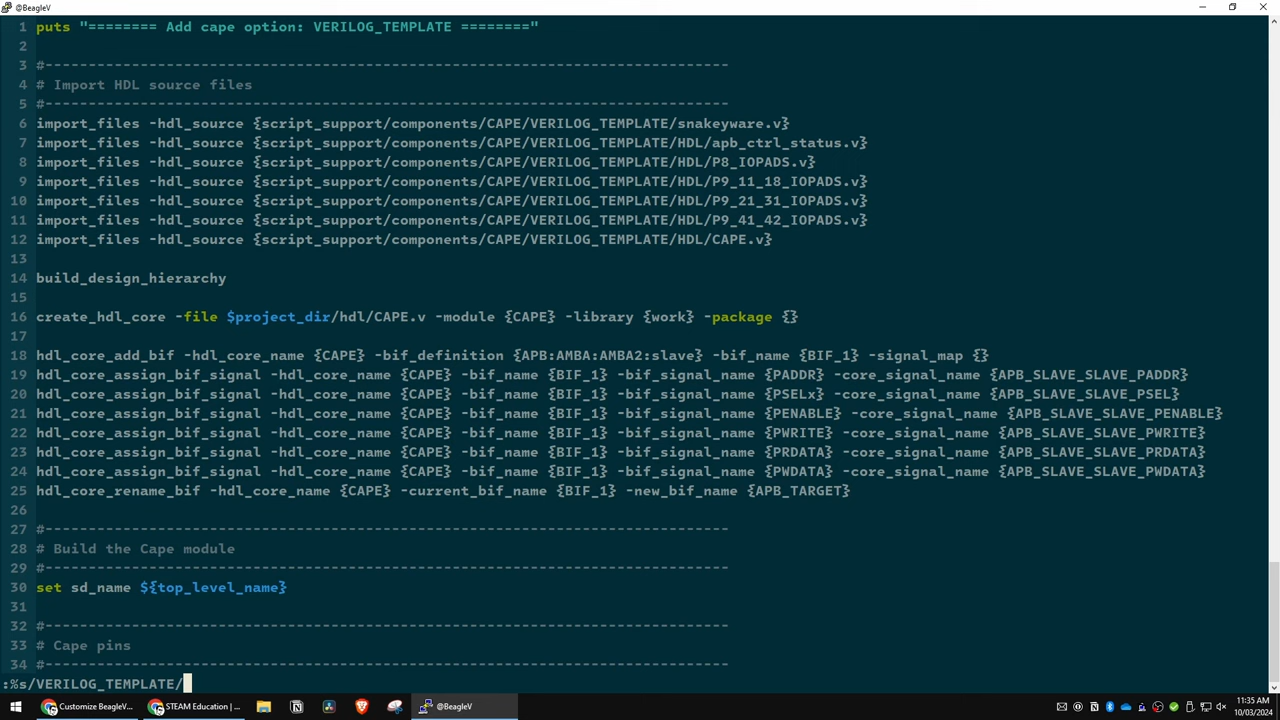 @BeagleV
1 puts "======== Add cape option: VERILOG_TEMPLATE ========"
2
3 #-------------------------------------------------------------------------------
4 # Import HDL source files
5 #-------------------------------------------------------------------------------
6 import_files -hdl_source {script_support/components/CAPE/VERILOG_TEMPLATE/snakeyware.v}
7 import_files -hdl_source {script_support/components/CAPE/VERILOG_TEMPLATE/HDL/apb_ctrl_status.v}
8 import_files -hdl_source {script_support/components/CAPE/VERILOG_TEMPLATE/HDL/P8_IOPADS.v}
9 import_files -hdl_source {script_support/components/CAPE/VERILOG_TEMPLATE/HDL/P9_11_18_IOPADS.v}
10 import_files -hdl_source {script_support/components/CAPE/VERILOG_TEMPLATE/HDL/P9_21_31_IOPADS.v}
11 import_files -hdl_source {script_support/components/CAPE/VERILOG_TEMPLATE/HDL/P9_41_42_IOPADS.v}
12 import_files -hdl_source {script_support/components/CAPE/VERILOG_TEMPLATE/HDL/CAPE.v}
13
14 build_design_hierarchy
15
16 create_hdl_core -file $project_dir/hdl/CAPE.v -module {CAPE} -library {work} -package {}
17
18 hdl_core_add_bif -hdl_core_name {CAPE} -bif_definition {APB:AMBA:AMBA2:slave} -bif_name {BIF_1} -signal_map {}
19 hdl_core_assign_bif_signal -hdl_core_name {CAPE} -bif_name {BIF_1} -bif_signal_name {PADDR} -core_signal_name {APB_SLAVE_SLAVE_PADDR}
20 hdl_core_assign_bif_signal -hdl_core_name {CAPE} -bif_name {BIF_1} -bif_signal_name {PSELx} -core_signal_name {APB_SLAVE_SLAVE_PSEL}
21 hdl_core_assign_bif_signal -hdl_core_name {CAPE} -bif_name {BIF_1} -bif_signal_name {PENABLE} -core_signal_name {APB_SLAVE_SLAVE_PENABLE}
22 hdl_core_assign_bif_signal -hdl_core_name {CAPE} -bif_name {BIF_1} -bif_signal_name {PWRITE} -core_signal_name {APB_SLAVE_SLAVE_PWRITE}
23 hdl_core_assign_bif_signal -hdl_core_name {CAPE} -bif_name {BIF_1} -bif_signal_name {PRDATA} -core_signal_name {APB_SLAVE_SLAVE_PRDATA}
24 hdl_core_assign_bif_signal -hdl_core_name {CAPE} -bif_name {BIF_1} -bif_signal_name {PWDATA} -core_signal_name {APB_SLAVE_SLAVE_PWDATA}
25 hdl_core_rename_bif -hdl_core_name {CAPE} -current_bif_name {BIF_1} -new_bif_name {APB_TARGET}
26
27 #-------------------------------------------------------------------------------
28 # Build the Cape module
29 #-------------------------------------------------------------------------------
30 set sd_name ${top_level_name}
31
32 #-------------------------------------------------------------------------------
33 # Cape pins
34 #-------------------------------------------------------------------------------
:%s/VERILOG_TEMPLATE/
Customize BeagleV... STEAM Education | ... @BeagleV 11:35 AM
10/03/2024